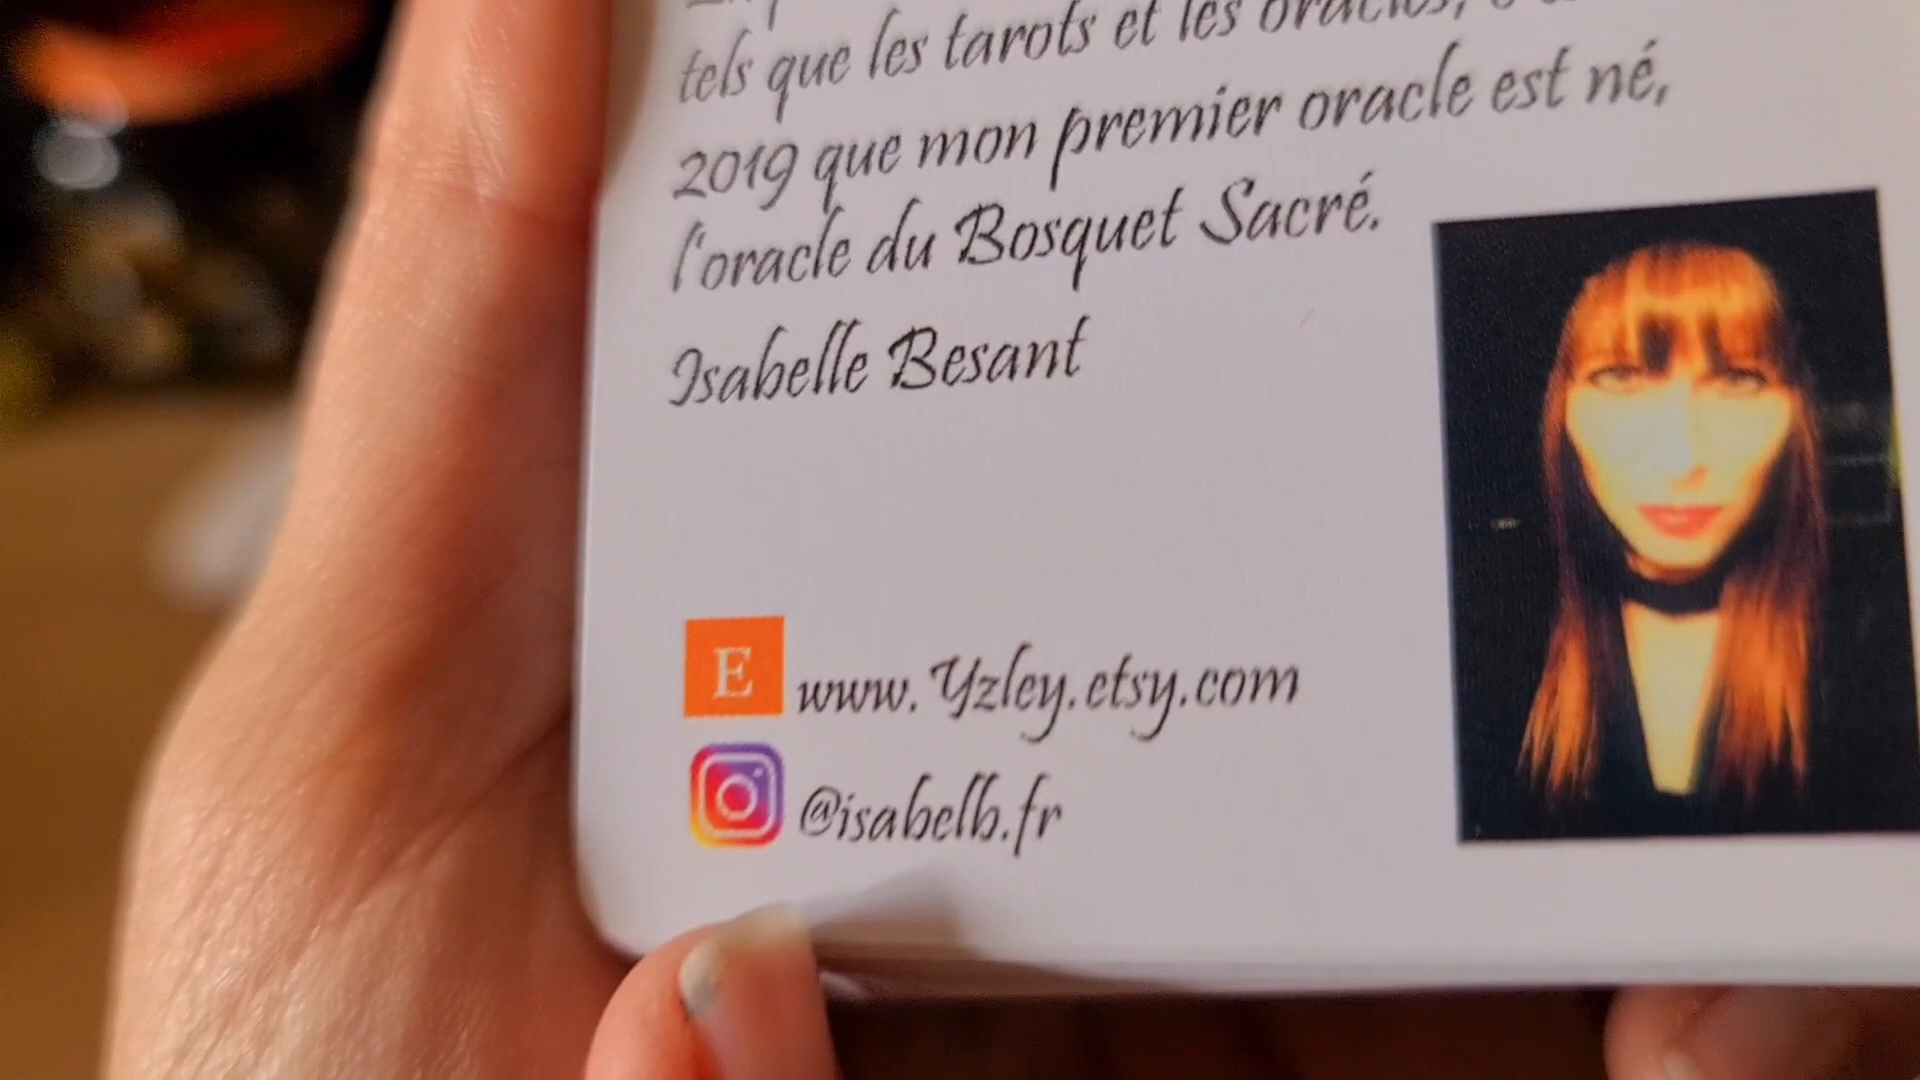 tels que les tarots et les oracles,
2019 que mon premier oracle est né,
l'oracle du Bosquet Sacré.
Isabelle Besant
E www.Yzley.etsy.com
@isabelb.fr